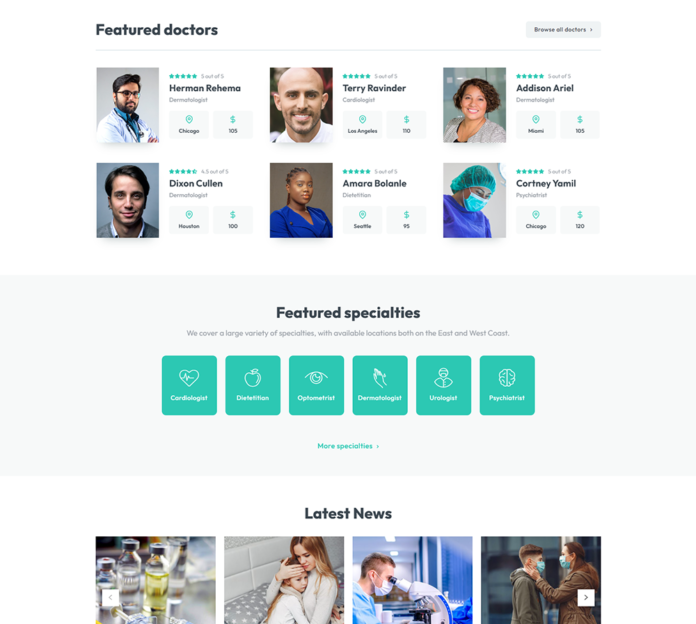 Featured doctors
Browse all doctors ›
5 out of 5
Herman Rehema
Dermatologist
Chicago
$
105
5 out of 5
Terry Ravinder
Cardiologist
Los Angeles
$
110
5 out of 5
Addison Ariel
Dermatologist
Miami
$
105
4.5 out of 5
Dixon Cullen
Dermatologist
Houston
$
100
5 out of 5
Amara Bolanle
Dietetitian
Seattle
$
95
5 out of 5
Cortney Yamil
Psychiatrist
Chicago
$
120
Featured specialties
We cover a large variety of specialties, with available locations both on the East and West Coast.
Cardiologist
Dietetitian
Optometrist
Dermatologist
Urologist
Psychiatrist
More specialties ›
Latest News